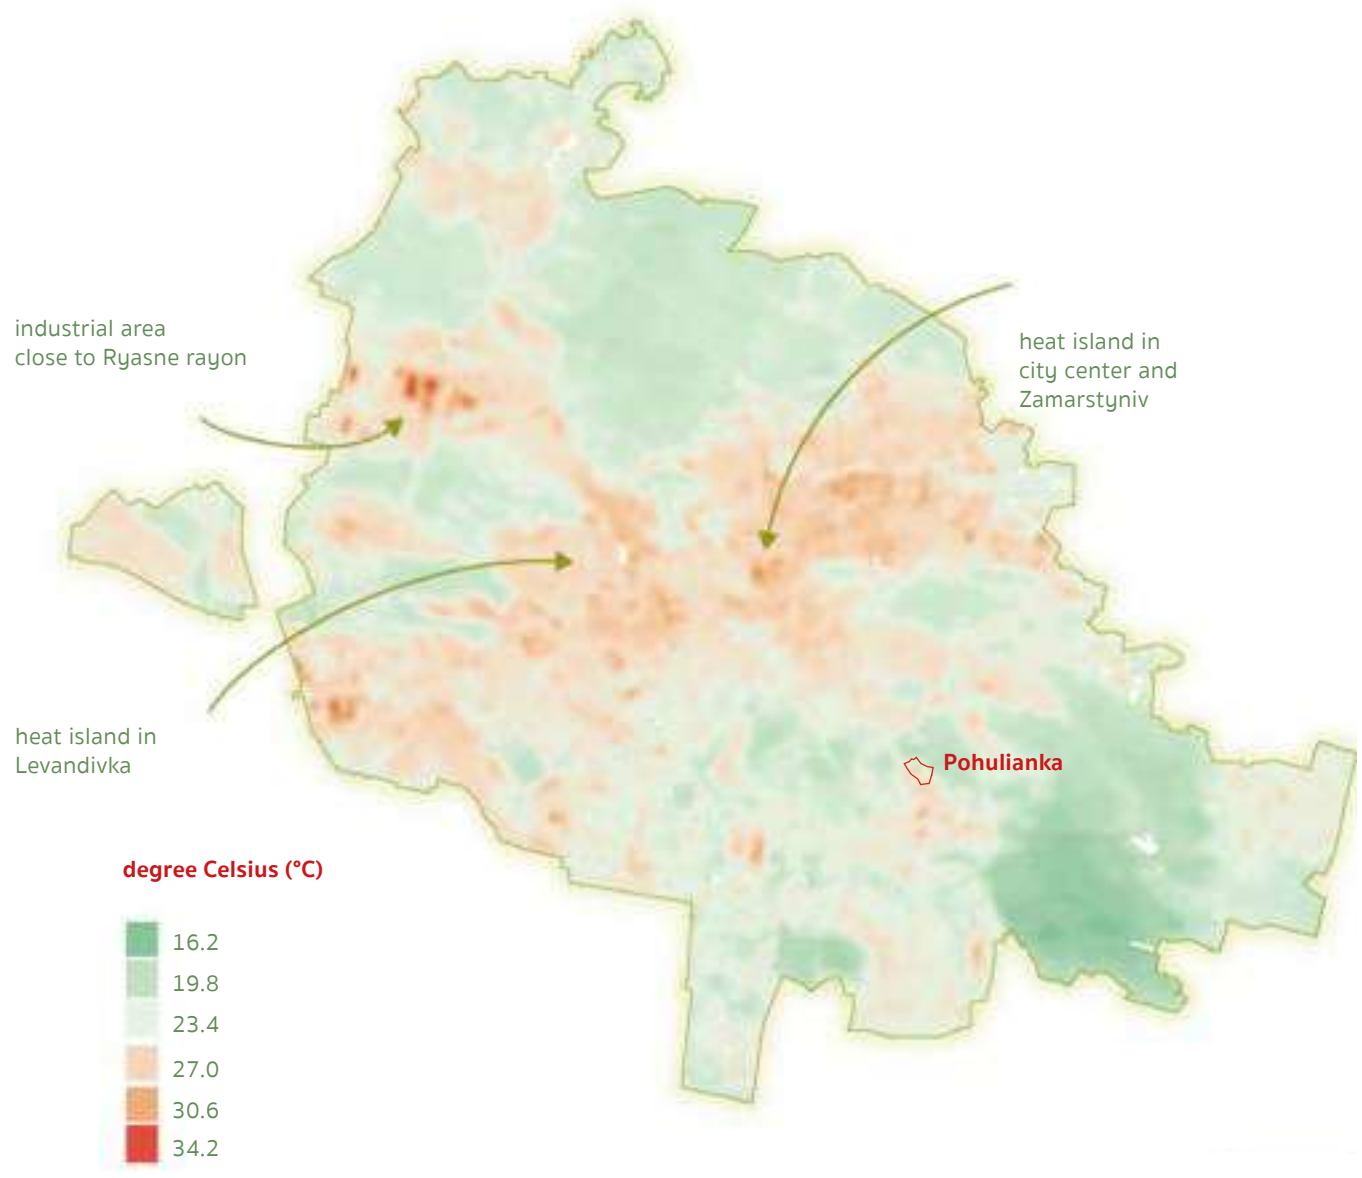 industrial area
close to Ryasne rayon
heat island in
city center and
Zamarstyniv
heat island in
Levandivka
Pohulianka
degree Celsius (°C)
16.2
19.8
23.4
27.0
30.6
34.2